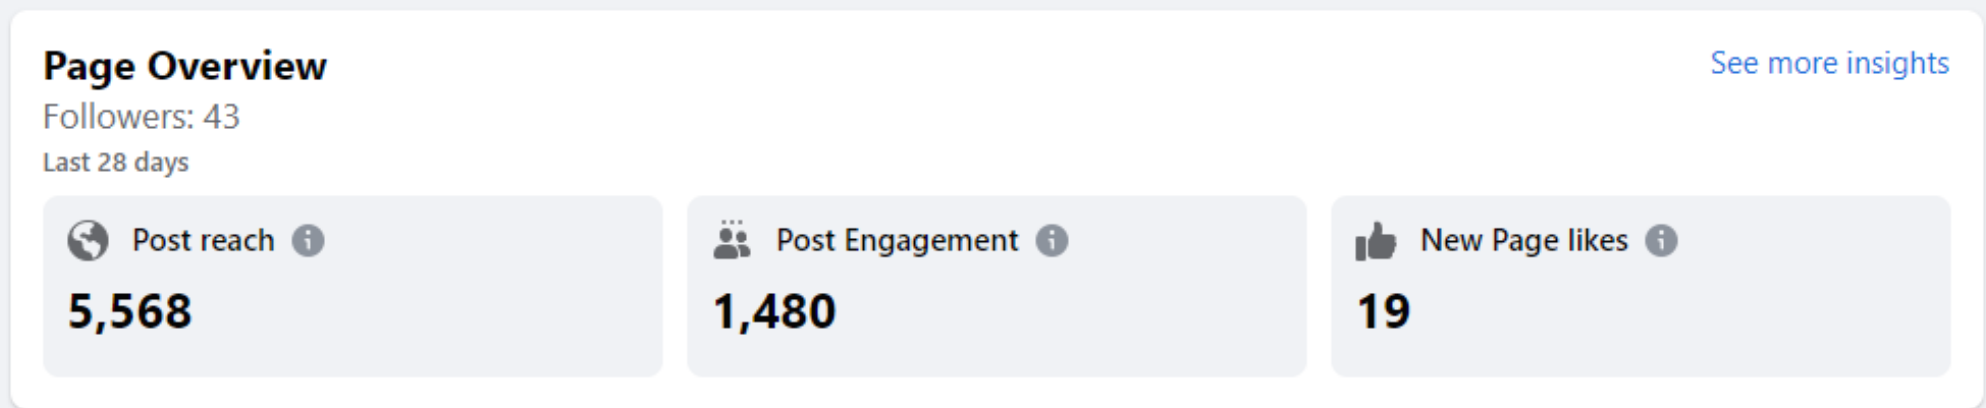 Page Overview
See more insights
Followers: 43
Last 28 days
Post reach
Post Engagement
New Page likes
5,568
1,480
19